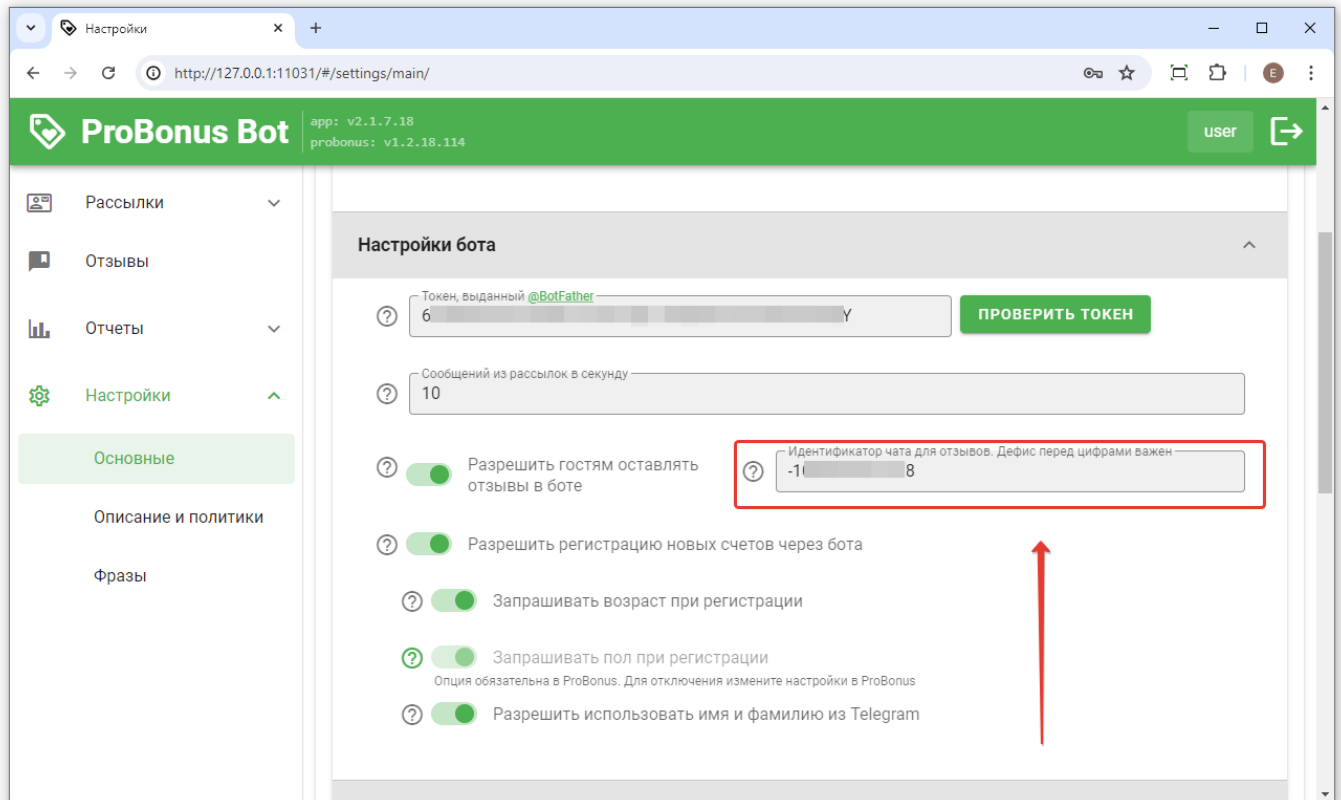 Настройки
http://127.0.0.1:11031/#/settings/main/
E
ProBonus Bot
app: v2.1.7.18
probonus: v1.2.18.114
user
Рассылки
Отзывы
Отчеты
Настройки
Основные
Описание и политики
Фразы
Настройки бота
Токен, выданный @BotFather
6
Y
ПРОВЕРИТЬ ТОКЕН
Сообщений из рассылок в секунду
10
Разрешить гостям оставлять
отзывы в боте
Идентификатор чата для отзывов. Дефис перед цифрами важен
-1
8
Разрешить регистрацию новых счетов через бота
Запрашивать возраст при регистрации
Запрашивать пол при регистрации
Опция обязательна в ProBonus. Для отключения измените настройки в ProBonus
Разрешить использовать имя и фамилию из Telegram